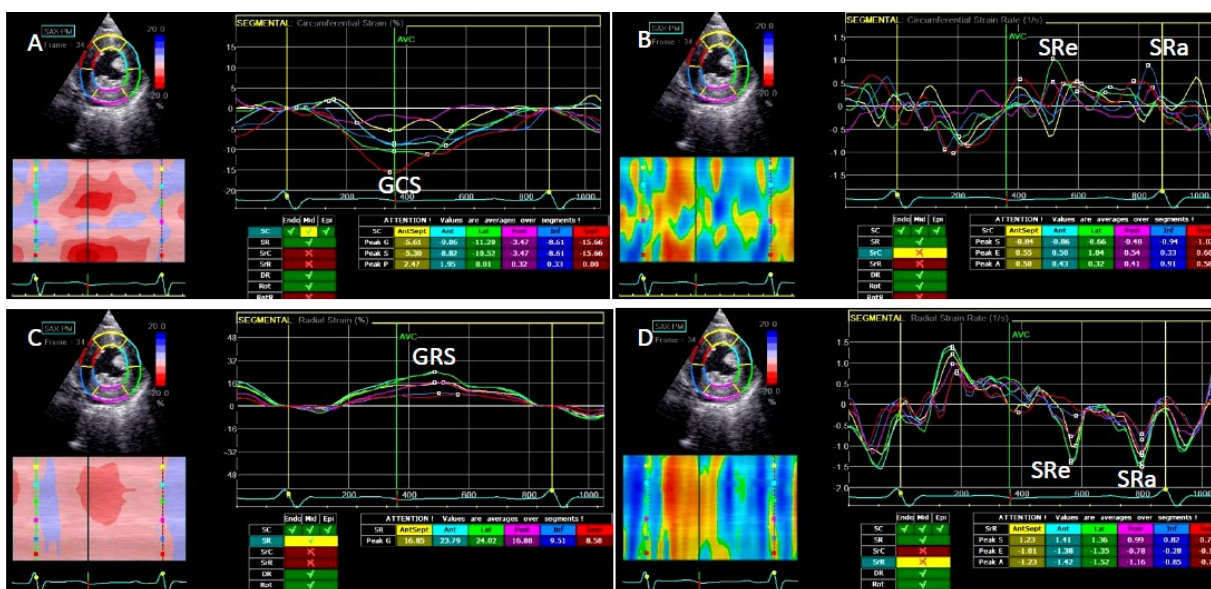 A
SAX-PM
Frame : 34
20.0
-20.0
%
SEGMENTAL Circumferential Strain (%)
AVC
15
10
5
0
-5
-10
-15
-20
GCS
0 200 400 600 800 1000
Endo Mid Epi
SC
SR
SrC
SrR
DR
Rot
RotR
ATTENTION ! Values are averages over segments!
SC AntSept Ant Lat Post Inf Sept
Peak G -5.61 -9.06 -11.20 -3.47 -8.61 -15.66
Peak S -5.30 -8.82 -10.52 -3.47 -8.61 -15.66
Peak P 2.47 1.95 0.01 0.32 0.33 0.00
B
SAX-PM
Frame : 34
20.0
-20.0
%
SEGMENTAL Circumferential Strain Rate (1/s)
AVC
SRe
SRa
1.5
1.0
0.5
0
-0.5
-1.0
-1.5
0 200 400 600 800
Endo Mid Epi
SC
SR
SrC
SrR
DR
Rot
RotR
ATTENTION ! Values are averages over segments!
SrC AntSept Ant Lat Post Inf
Peak S -0.84 -0.86 -0.66 -0.48 -0.94
Peak E 0.55 0.50 1.04 0.54 0.33
Peak A 0.50 0.43 0.32 0.41 0.91
C
SAX-PM
Frame : 34
20.0
-20.0
%
SEGMENTAL Radial Strain (%)
AVC
GRS
48
32
16
0
-16
-32
-48
0 200 400 600 800 1000
Endo Mid Epi
SC
SR
SrC
SrR
DR
Rot
ATTENTION ! Values are averages over segments!
SR AntSept Ant Lat Post Inf Sept
Peak G 16.85 23.79 24.02 16.88 9.51 8.58
D
SAX-PM
Frame : 34
20.0
-20.0
%
SEGMENTAL Radial Strain Rate (1/s)
AVC
1.5
1.0
0.5
0
-0.5
-1.0
-1.5
-2.0
SRe
SRa
0 200 400 600 800 1000
Endo Mid Epi
SC
SR
SrC
SrR
DR
Rot
ATTENTION ! Values are averages over segments!
SrR AntSept Ant Lat Post Inf
Peak S 1.23 1.41 1.36 0.99 0.82
Peak E -1.01 -1.38 -1.35 -0.78 -0.28
Peak A -1.23 -1.42 -1.52 -1.16 -0.85